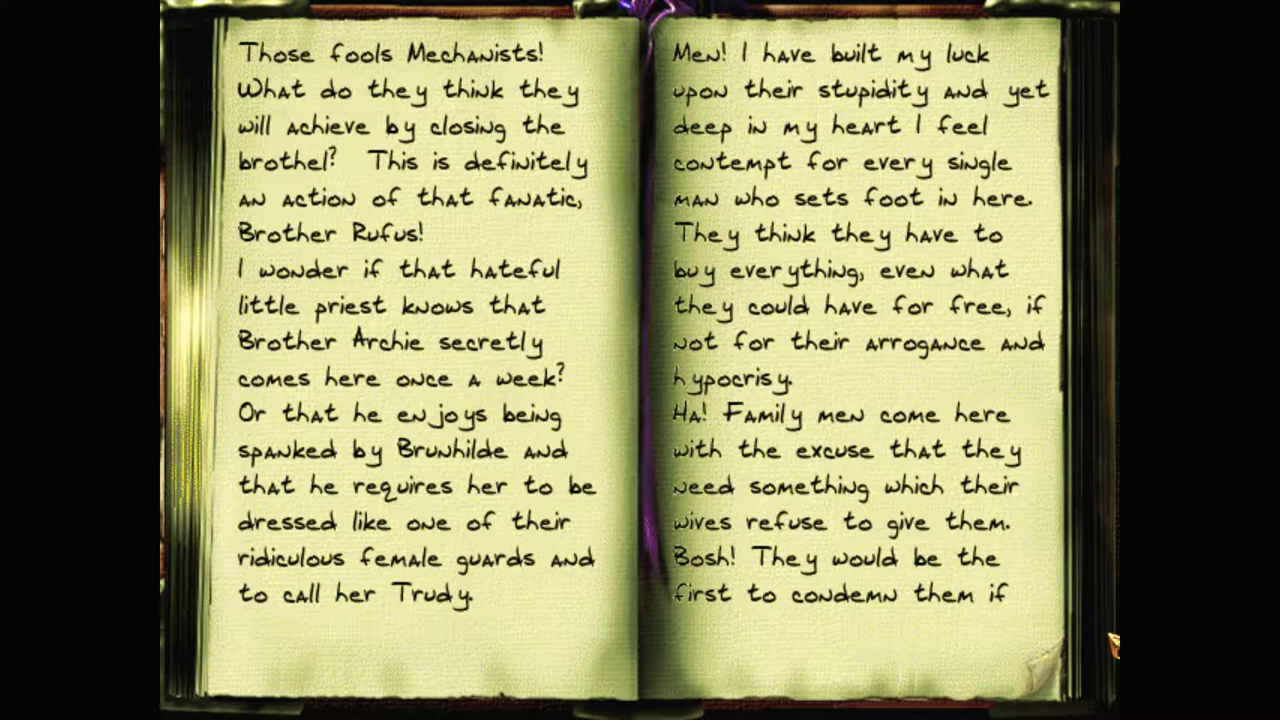 Those fools Mechanists!
What do they think they
will achieve by closing the
brothel? This is definitely
an action of that fanatic,
Brother Rufus!
I wonder if that hateful
little priest knows that
Brother Archie secretly
comes here once a week?
Or that he enjoys being
spanked by Brunhilde and
that he requires her to be
dressed like one of their
ridiculous female guards and
to call her Trudy.
Men! I have built my luck
upon their stupidity and yet
deep in my heart I feel
contempt for every single
man who sets foot in here.
They think they have to
buy everything, even what
they could have for free, if
not for their arrogance and
hypocrisy.
Ha! Family men come here
with the excuse that they
need something which their
wives refuse to give them.
Bosh! They would be the
first to condemn them if